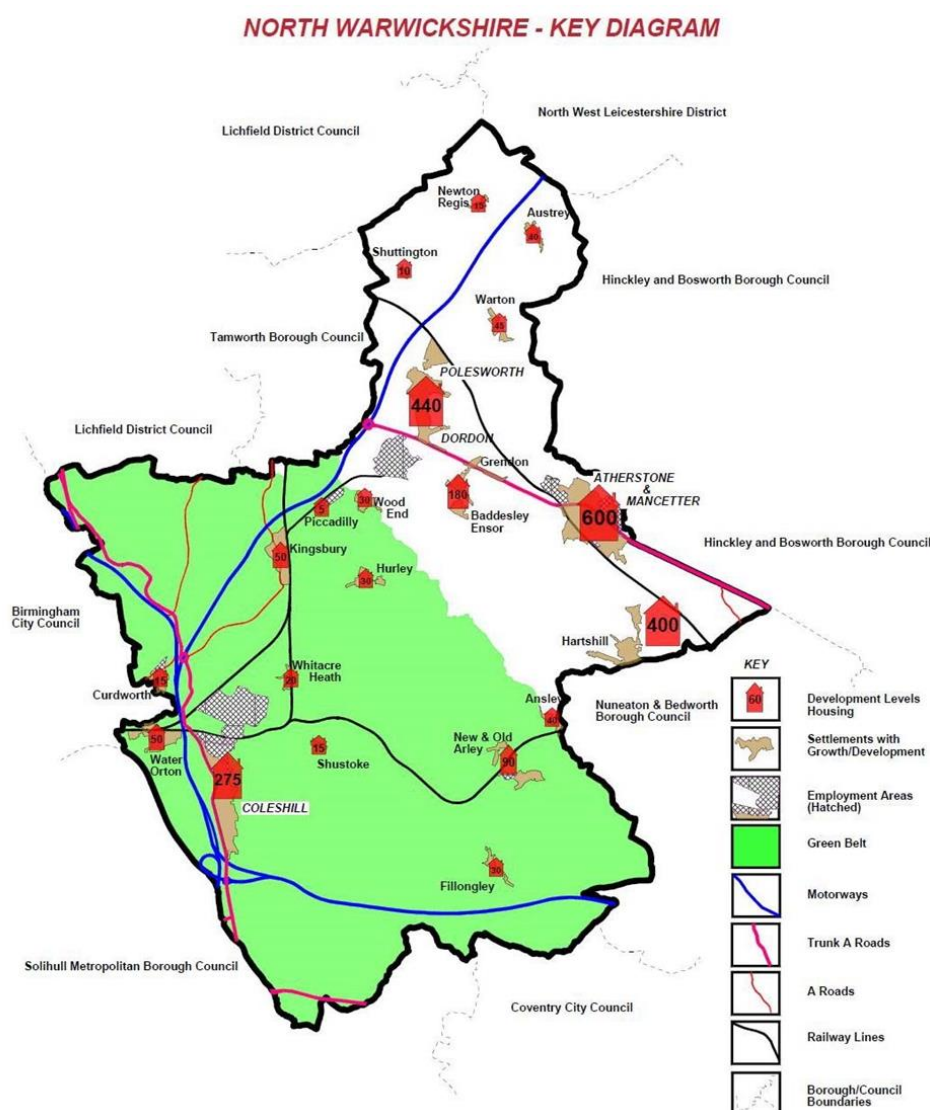 NORTH WARWICKSHIRE - KEY DIAGRAM
North West Leicestershire District
Lichfield District Council
Newton
Regis
15
Austrey
40
Shuttington
10
Hinckley and Bosworth Borough Council
Warton
45
Tamworth Borough Council
POLESWORTH
440
Lichfield District Council
DORDON
Grendon
ATHERSTONE
&
MANCETTER
600
180
Baddesley
Ensor
30
Wood
End
5
Piccadilly
Kingsbury
50
Hinckley and Bosworth Borough Council
Hurley
30
Birmingham
City Council
400
Hartshill
KEY
Whitacre
Heath
20
15
Curdworth
60
Development Levels
Housing
Ansley
40
Nuneaton & Bedworth
Borough Council
50
Water
Orton
15
Shustoke
New & Old
Arley
90
Settlements with
Growth/Development
275
COLESHILL
Employment Areas
(Hatched)
Green Belt
30
Fillongley
Motorways
Trunk A Roads
Solihull Metropolitan Borough Council
A Roads
Coventry City Council
Railway Lines
Borough/Council
Boundaries